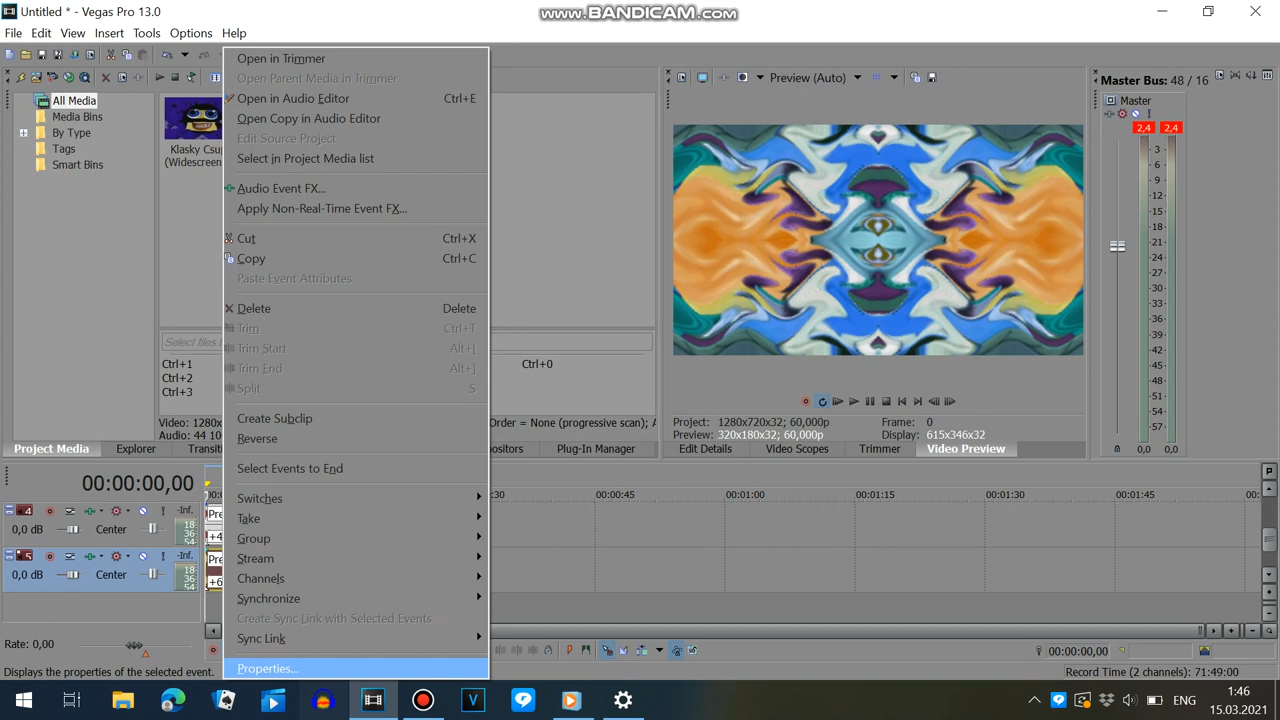 Untitled * - Vegas Pro 13.0
www.BANDICAM.com
File Edit View Insert Tools Options Help
All Media
Media Bins
By Type
Tags
Smart Bins
Klasky Csup
(Widescreen
Select files t
Ctrl+1
Ctrl+2
Ctrl+3
Ctrl+0
Video: 1280x
Order = None (progressive scan); A
Audio: 44 10
Project Media Explorer Transiti
Plug-In Manager
Open in Trimmer
Open Parent Media in Trimmer
Open in Audio Editor Ctrl+E
Open Copy in Audio Editor
Edit Source Project
Select in Project Media list
Audio Event FX...
Apply Non-Real-Time Event FX...
Cut Ctrl+X
Copy Ctrl+C
Paste Event Attributes
Delete Delete
Trim Ctrl+T
Trim Start Alt+[
Trim End Alt+]
Split S
Create Subclip
Reverse
Select Events to End
Switches
Take
Group
Stream
Channels
Synchronize
Create Sync Link with Selected Events
Sync Link
Properties...
Preview (Auto)
Project: 1280x720x32; 60,000p Frame: 0
Preview: 320x180x32; 60,000p Display: 615x346x32
Edit Details Video Scopes Trimmer Video Preview
Master Bus: 48 / 16
Master
2,4 2,4
3
6
9
12
15
18
21
24
27
30
33
36
39
42
45
48
51
54
57
0,0 0,0
00:00:00,00
:30 00:00:45 00:01:00 00:01:15 00:01:30 00:01:45 00:
4 -Inf.
0,0 dB Center
18
36
54
Pre
+4
5 -Inf.
0,0 dB Center
18
36
54
Pre
+6
Rate: 0,00
00:00:00,00
Displays the properties of the selected event.
Record Time (2 channels): 71:49:00
ENG
1:46
15.03.2021